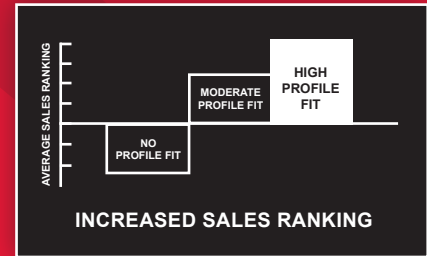 AVERAGE SALES RANKING
NO
PROFILE FIT
MODERATE
PROFILE FIT
HIGH
PROFILE
FIT
INCREASED SALES RANKING